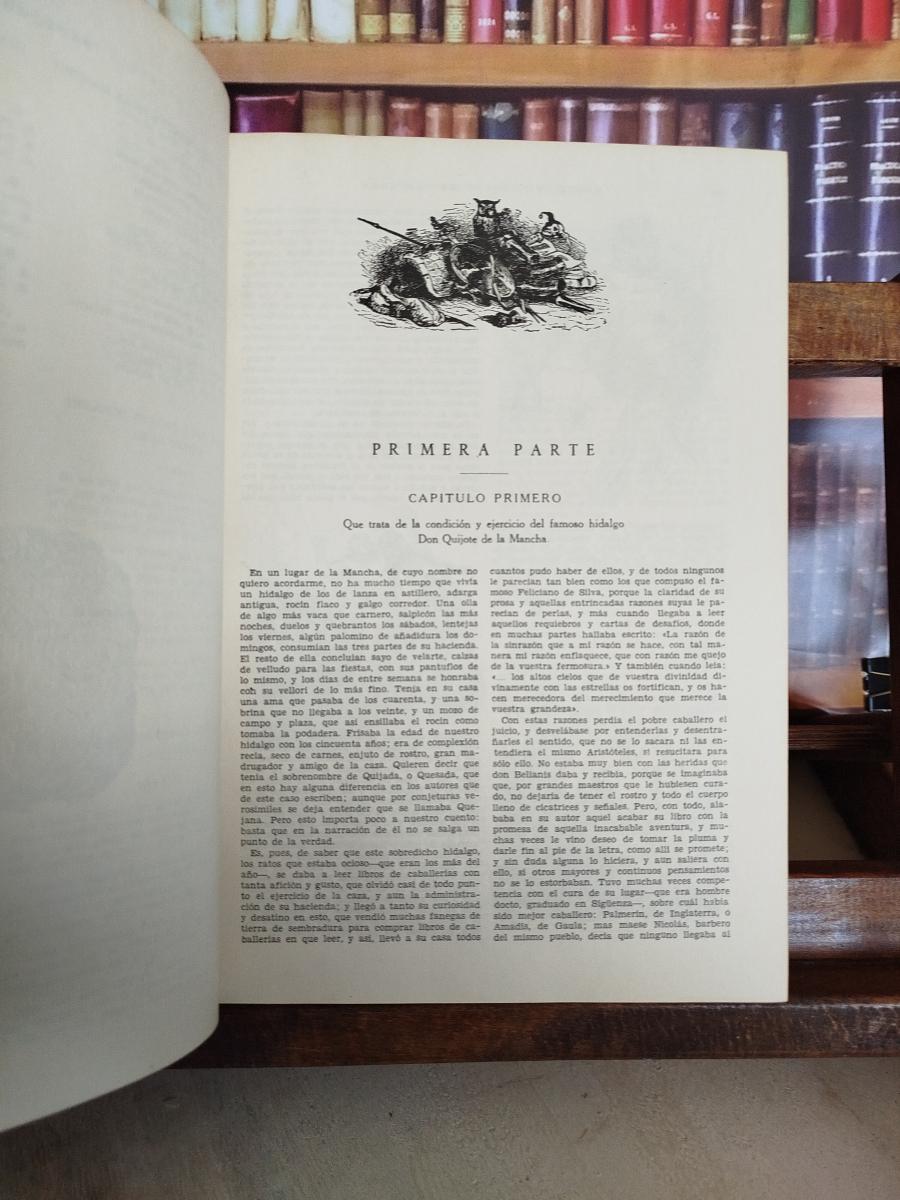 PRIMERA PARTE
CAPITULO PRIMERO
Que trata de la condición y ejercicio del famoso hidalgo
Don Quijote de la Mancha.
En un lugar de la Mancha, de cuyo nombre no
quiero acordarme, no ha mucho tiempo que vivía
un hidalgo de los de lanza en astillero, adarga
antigua, rocín flaco y galgo corredor. Una olla
de algo más vaca que carnero, salpicón las más
noches, duelos y quebrantos los sábados, lentejas
los viernes, algún palomino de añadidura los do-
mingos, consumían las tres partes de su hacienda.
El resto de ella concluían sayo de velarte, calzas
de velludo para las fiestas, con sus pantuflos de
lo mismo, y los días de entre semana se honraba
coh su vellorí de lo más fino. Tenía en su casa
una ama que pasaba de los cuarenta, y una so-
brina que no llegaba a los veinte, y un mozo de
campo y plaza, que así ensillaba el rocín como
tomaba la podadera. Frisaba la edad de nuestro
hidalgo con los cincuenta años; era de complexión
recia, seco de carnes, enjuto de rostro, gran ma-
drugador y amigo de la caza. Quieren decir que
tenía el sobrenombre de Quijada, o Quesada, que
en esto hay alguna diferencia en los autores que
de este caso escriben; aunque por conjeturas ve-
rosímiles se deja entender que se llamaba Que-
jana. Pero esto importa poco a nuestro cuento:
basta que en la narración de él no se salga un
punto de la verdad.
Es, pues, de saber que este sobredicho hidalgo,
los ratos que estaba ocioso—que eran los más del
año—, se daba a leer libros de caballerías con
tanta afición y gusto, que olvidó casi de todo pun-
to el ejercicio de la caza, y aun la administra-
ción de su hacienda; y llegó a tanto su curiosidad
y desatino en esto, que vendió muchas fanegas de
tierra de sembradura para comprar libros de ca-
ballerías en que leer, y así, llevó a su casa todos
cuantos pudo haber de ellos, y de todos ningunos
le parecían tan bien como los que compuso el fa-
moso Feliciano de Silva, porque la claridad de su
prosa y aquellas entrincadas razones suyas le pa-
recían de perlas, y más cuando llegaba a leer
aquellos requiebros y cartas de desafíos, donde
en muchas partes hallaba escrito: «La razón de
la sinrazón que a mi razón se hace, con tal ma-
nera mi razón enflaquece, que con razón me quejo
de la vuestra fermosura.» Y también cuando leía:
«... los altos cielos que de vuestra divinidad di-
vinamente con las estrellas os fortifican, y os ha-
cen merecedora del merecimiento que merece la
vuestra grandeza».
Con estas razones perdía el pobre caballero el
juicio, y desvelábase por entenderlas y desentra-
ñarles el sentido, que no se lo sacara ni las en-
tendiera el mismo Aristóteles, si resucitara para
sólo ello. No estaba muy bien con las heridas que
don Belianís daba y recibía, porque se imaginaba
que, por grandes maestros que le hubiesen cura-
do, no dejaría de tener el rostro y todo el cuerpo
lleno de cicatrices y señales. Pero, con todo, ala-
baba en su autor aquel acabar su libro con la
promesa de aquella inacabable aventura, y mu-
chas veces le vino deseo de tomar la pluma y
darle fin al pie de la letra, como allí se promete;
y sin duda alguna lo hiciera, y aun saliera con
ello, si otros mayores y continuos pensamientos
no se lo estorbaban. Tuvo muchas veces compe-
tencia con el cura de su lugar—que era hombre
docto, graduado en Sigüenza—, sobre cuál había
sido mejor caballero: Palmerín, de Inglaterra, o
Amadís, de Gaula; mas maese Nicolás, barbero
del mismo pueblo, decía que ninguno llegaba al